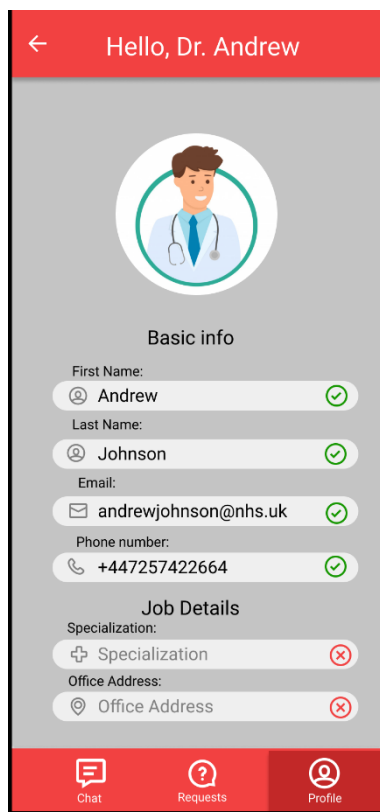 Hello, Dr. Andrew
Basic info
First Name:
Andrew
Last Name:
Johnson
Email:
andrewjohnson@nhs.uk
Phone number:
+447257422664
Job Details
Specialization:
Specialization
Office Address:
Office Address
Chat
Requests
Profile